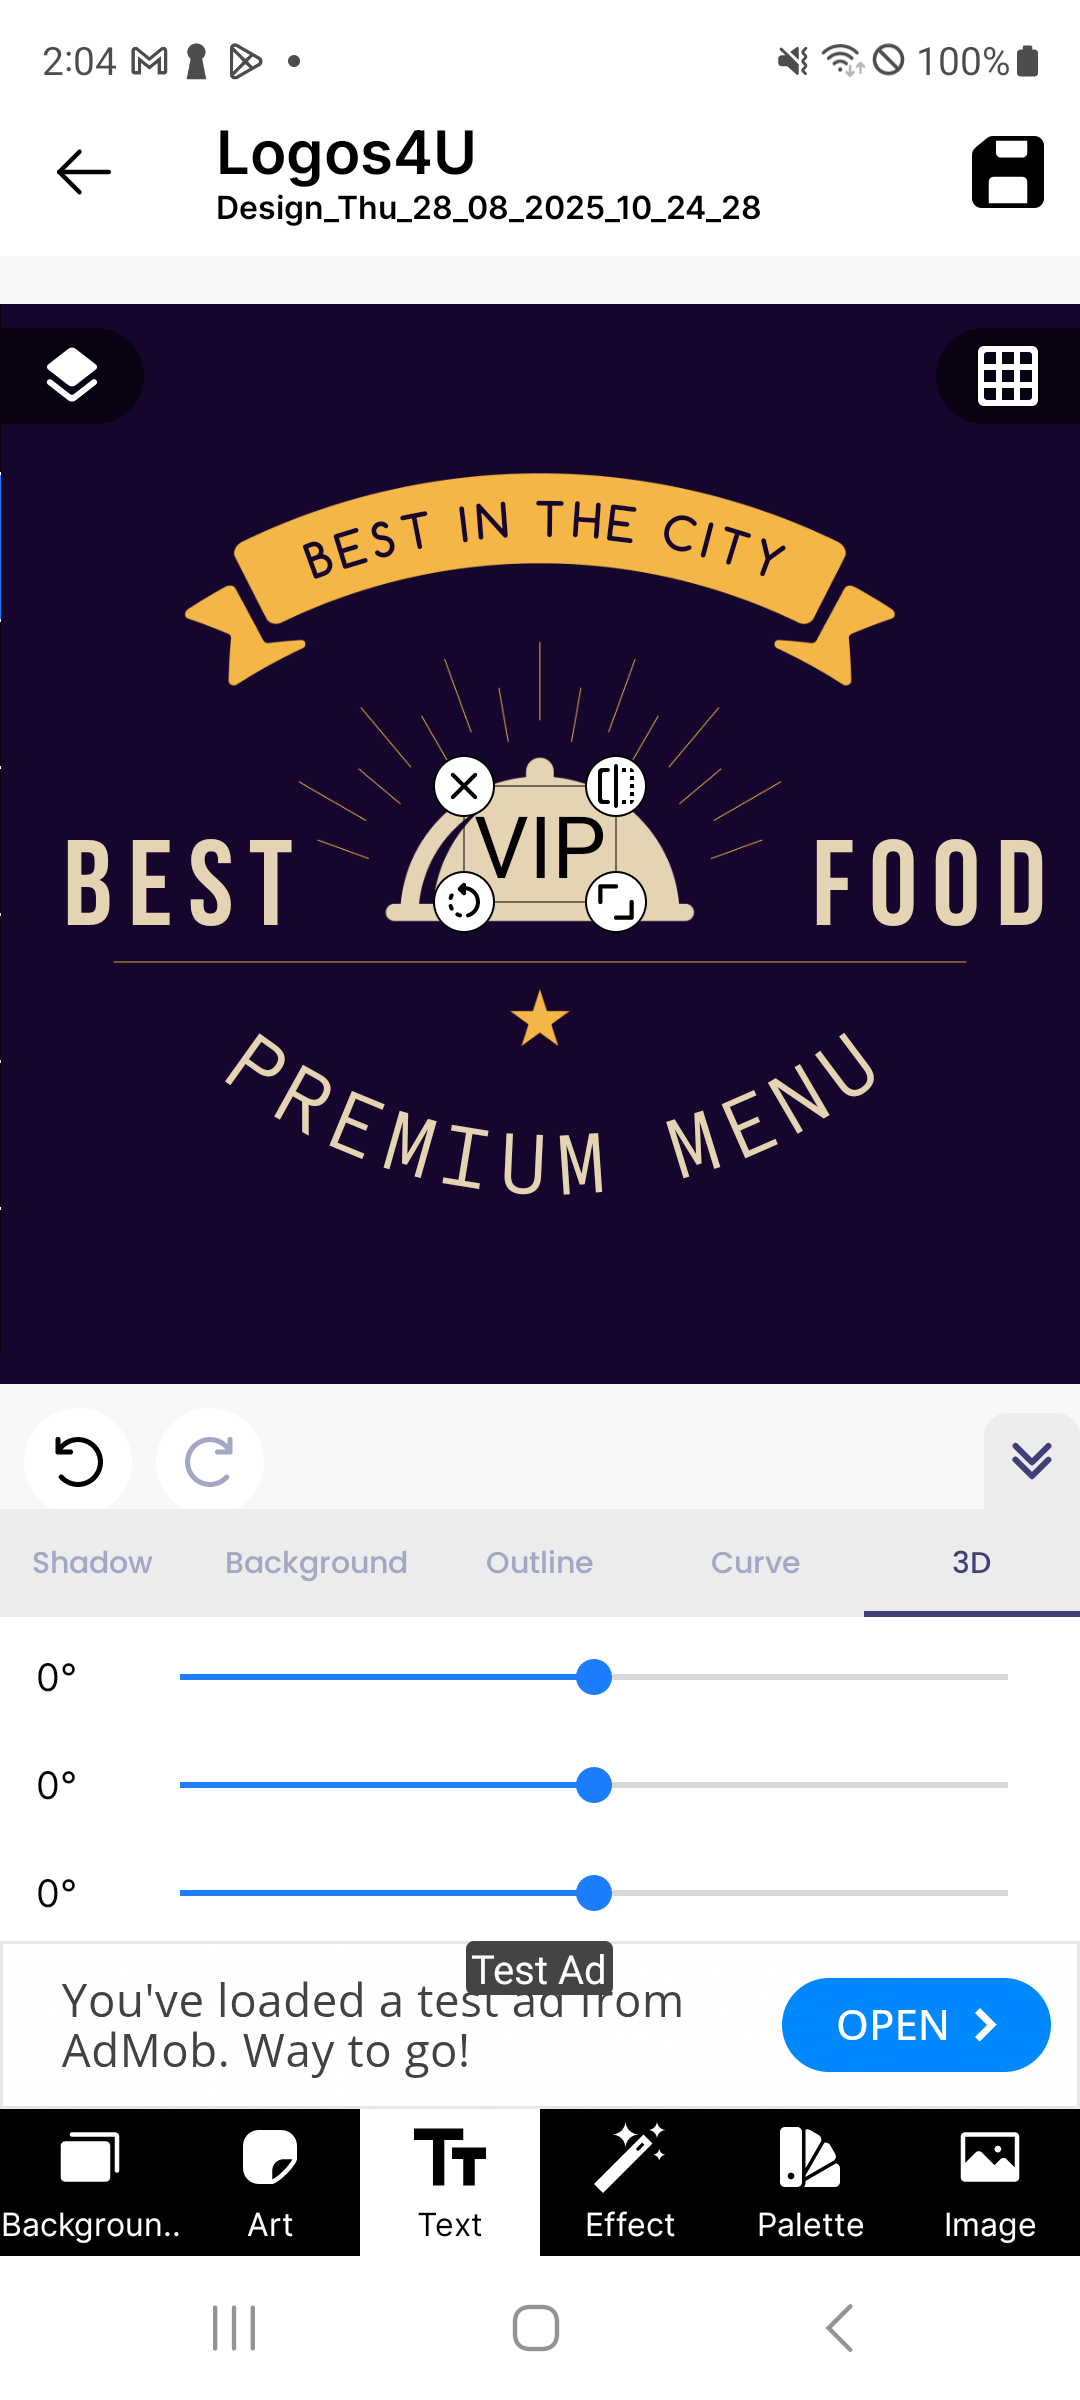 2:04
100%
Logos4U
Design_Thu_28_08_2025_10_24_28
BEST IN THE CITY
VIP
BEST FOOD
PREMIUM MENU
Shadow Background Outline Curve 3D
0°
0°
0°
Test Ad
You've loaded a test ad from
AdMob. Way to go!
OPEN
Backgroun.. Art Text Effect Palette Image